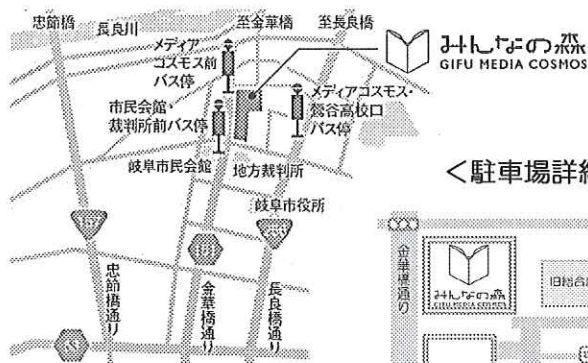 忠節橋
長良川
至金華橋
至長良橋
メディア
コスモス前
バス停
みんなの森
GIFU MEDIA COSMOS
メディアコスモス・
鶯谷高校口
バス停
市民会館・
裁判所前バス停
岐阜市民会館
地方裁判所
岐阜市役所
<駐車場詳細
忠節橋通り
金華橋通り
長良橋通り
金華橋通り
みんなの森
GIFU MEDIA COSMOS